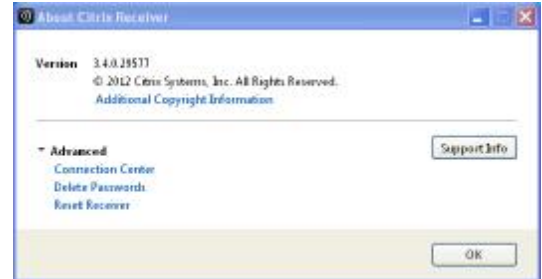 About Citrix Receiver
Version 3.4.0.29577
© 2012 Citrix Systems, Inc. All Rights Reserved.
Additional Copyright Information
Advanced
Support Info
Connection Center
Delete Passwords
Reset Receiver
OK